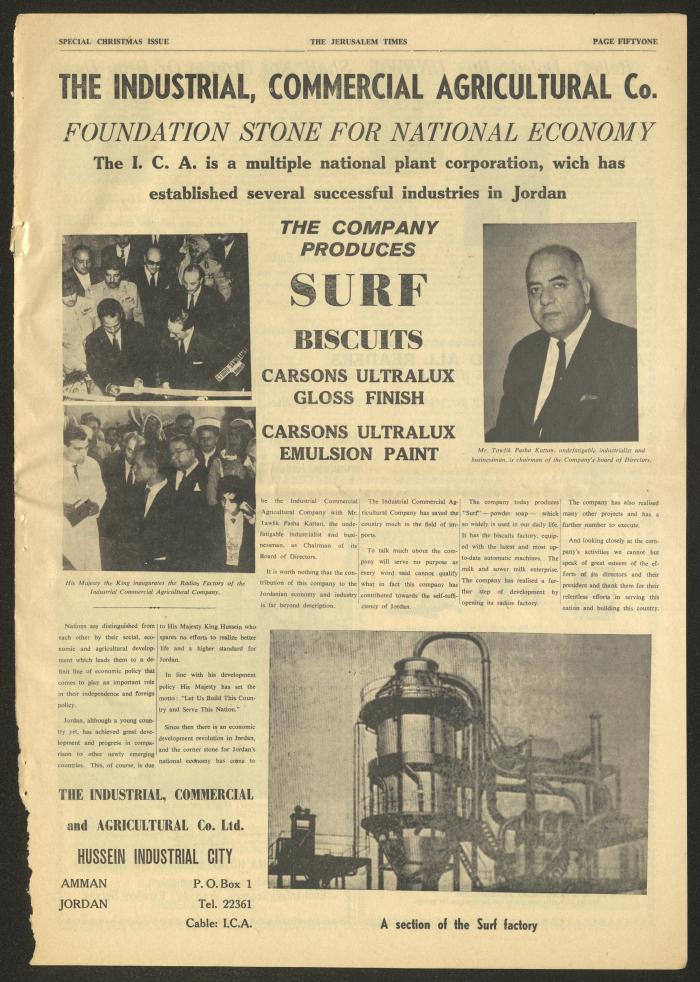 SPECIAL CHRISTMAS ISSUE
THE JERUSALEM TIMES
PAGE FIFTYONE
THE INDUSTRIAL, COMMERCIAL AGRICULTURAL Co.
FOUNDATION STONE FOR NATIONAL ECONOMY
The I. C. A. is a multiple national plant corporation, wich has
established several successful industries in Jordan
THE COMPANY
PRODUCES
SURF
BISCUITS
CARSONS ULTRALUX
GLOSS FINISH
CARSONS ULTRALUX
EMULSION PAINT
Mr. Tawfik Pasha Kattan, undefatigable industrialist and
businessman, is chairman of the Company's board of Directors.
His Majesty the King inaugurates the Radios Factory of the
Industrial Commercial Agricultural Company.
Nations are distinguished from
each other by their social, eco-
nomic and agricultural develop-
ment which leads them to a de-
finit line of economic policy that
comes to play an important role
in their independence and foreign
policy.
Jordan, although a young coun-
try yet, has achieved great deve-
lopment and progress in compa-
rison to other newly emerging
countries. This, of course, is due
to His Majesty King Hussein who
spares no efforts to realize better
life and a higher standard for
Jordan.
In line with his development
policy His Majesty has set the
motto: "Let Us Build This Coun-
try and Serve This Nation."
Since then there is an economic
development revolution in Jordan,
and the corner stone for Jordan's
national economy has come to
be the Industrial Commercial
Agricultural Company with Mr.
Tawfik Pasha Kattan, the unde-
fatigable industrialist and busi-
nessman, as Chairman of its
Board of Directors.
It is worth nothing that the con-
tribution of this company to the
Jordanian economy and industry
is far beyond description.
The Industrial Commercial Ag-
ricultural Company has saved the
country much in the field of im-
ports.
To talk much about the com-
pany will serve no purpose as
every word said cannot qualify
what in fact this company has
contributed towards the self-suffi-
ciency of Jordan.
The company today produces
"Surf" — powder soap — which
so widely is used in our daily life.
It has the biscuits factory, equip-
ed with the latest and most up-
to-data automatic machines. The
milk and sower milk enterprise.
The company has realised a fur-
ther step of development by
opening its radios factory.
The company has also realised
many other projects and has a
further number to execute.
And looking closely at the com-
pany's activities we cannot but
speak of great esteem of the ef-
forts of its directors and their
president and thank them for their
relentless efforts in serving this
nation and building this country.
THE INDUSTRIAL, COMMERCIAL
and AGRICULTURAL Co. Ltd.
HUSSEIN INDUSTRIAL CITY
AMMAN P. O. Box 1
JORDAN Tel. 22361
Cable: I.C.A.
A section of the Surf factory